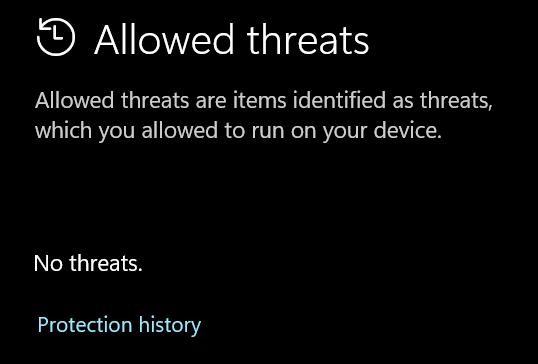 Allowed threats
Allowed threats are items identified as threats,
which you allowed to run on your device.
No threats.
Protection history